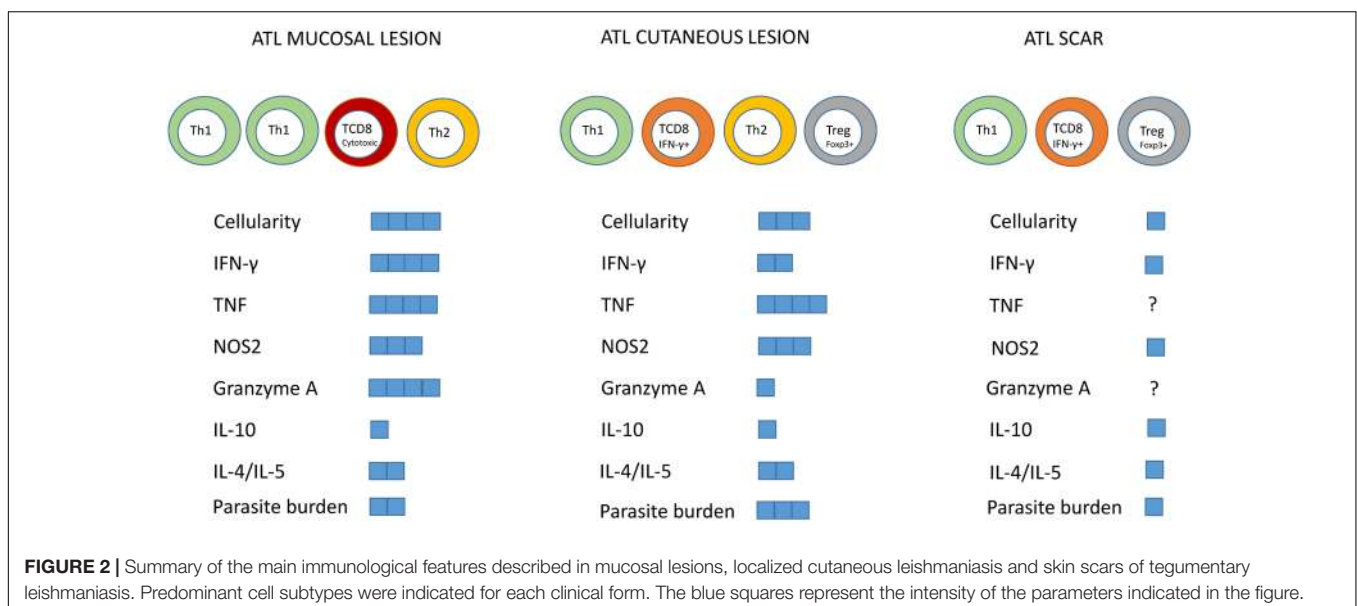 ATL MUCOSAL LESION
ATL CUTANEOUS LESION
ATL SCAR
Th1
Th1
TCD8
Cytotoxic
Th2
Th1
TCD8
IFN-γ+
Th2
Treg
Foxp3+
Th1
TCD8
IFN-γ+
Treg
Foxp3+
Cellularity
IFN-γ
TNF
NOS2
Granzyme A
IL-10
IL-4/IL-5
Parasite burden
Cellularity
IFN-γ
TNF
NOS2
Granzyme A
IL-10
IL-4/IL-5
Parasite burden
Cellularity
IFN-γ
TNF ?
NOS2
Granzyme A ?
IL-10
IL-4/IL-5
Parasite burden
FIGURE 2 | Summary of the main immunological features described in mucosal lesions, localized cutaneous leishmaniasis and skin scars of tegumentary
leishmaniasis. Predominant cell subtypes were indicated for each clinical form. The blue squares represent the intensity of the parameters indicated in the figure.